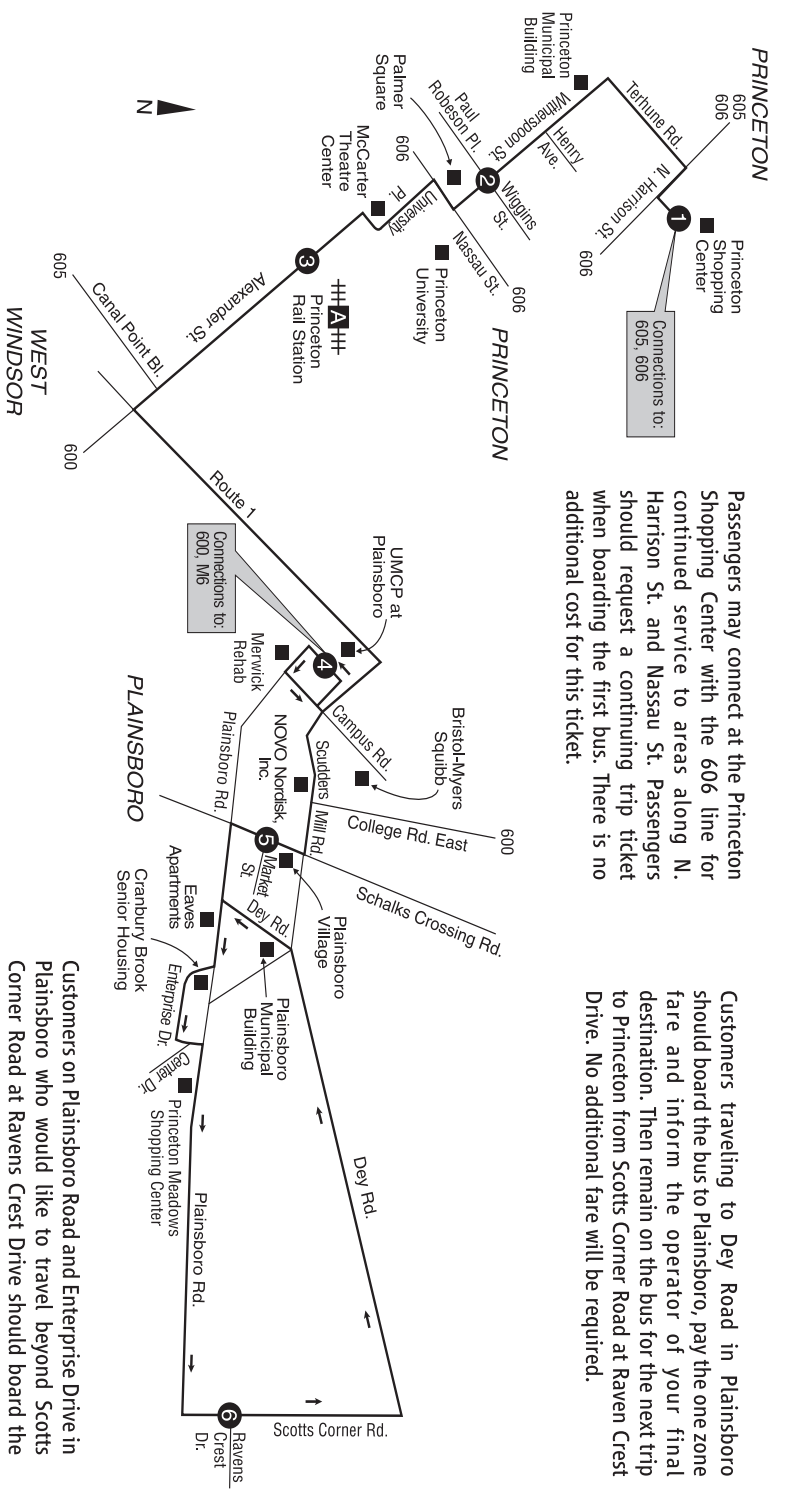 PRINCETON
605
606
Terhune Rd.
N. Harrison St.
606
1
Princeton
Shopping
Center
Connections to:
605, 606
Princeton
Municipal
Building
Witherspoon St.
Henry
Ave.
Paul
Robeson Pl.
Palmer
Square
2
Wiggins
St.
606
Nassau St.
606
University
Pl.
Princeton
University
PRINCETON
McCarter
Theatre
Center
N
3
A
Princeton
Rail Station
Alexander St.
605
Canal Point Bl.
WEST
WINDSOR
600
Route 1
Passengers may connect at the Princeton
Shopping Center with the 606 line for
continued service to areas along N.
Harrison St. and Nassau St. Passengers
should request a continuing trip ticket
when boarding the first bus. There is no
additional cost for this ticket.
UMCP at
Plainsboro
Connections to:
600, M6
4
Merwick
Rehab
Campus Rd.
Bristol-Myers
Squibb
Scudders
Mill Rd.
NOVO Nordisk,
Inc.
College Rd. East
600
Plainsboro Rd.
PLAINSBORO
5
Market
St.
Schalks Crossing Rd.
Plainsboro
Village
Dey Rd.
Eaves
Apartments
Cranbury Brook
Senior Housing
Plainsboro
Municipal
Building
Enterprise Dr.
Center Dr.
Princeton Meadows
Shopping Center
Dey Rd.
Plainsboro Rd.
Scotts Corner Rd.
6
Ravens
Crest
Dr.
Customers traveling to Dey Road in Plainsboro
should board the bus to Plainsboro, pay the one zone
fare and inform the operator of your final
destination. Then remain on the bus for the next trip
to Princeton from Scotts Corner Road at Raven Crest
Drive. No additional fare will be required.
Customers on Plainsboro Road and Enterprise Drive in
Plainsboro who would like to travel beyond Scotts
Corner Road at Ravens Crest Drive should board the